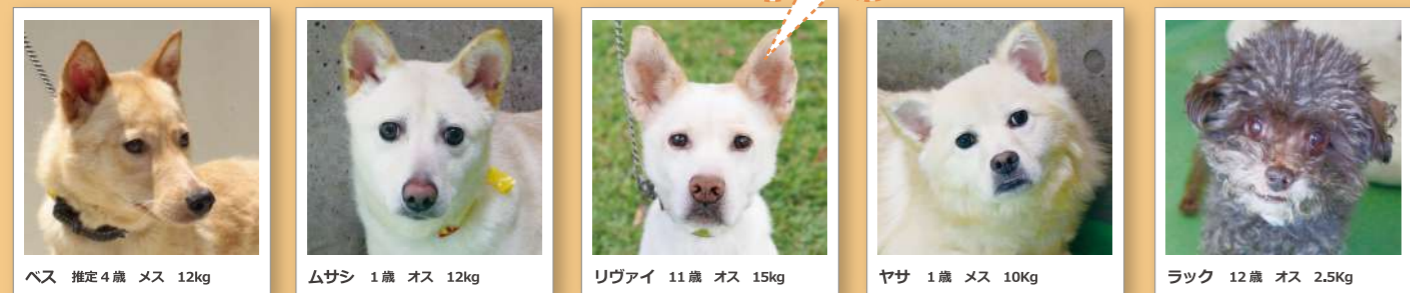 ベス 推定4歳 メス 12kg
ムサシ 1歳 オス 12kg
リヴァイ 11歳 オス 15kg
ヤサ 1歳 メス 10Kg
ラック 12歳 オス 2.5Kg